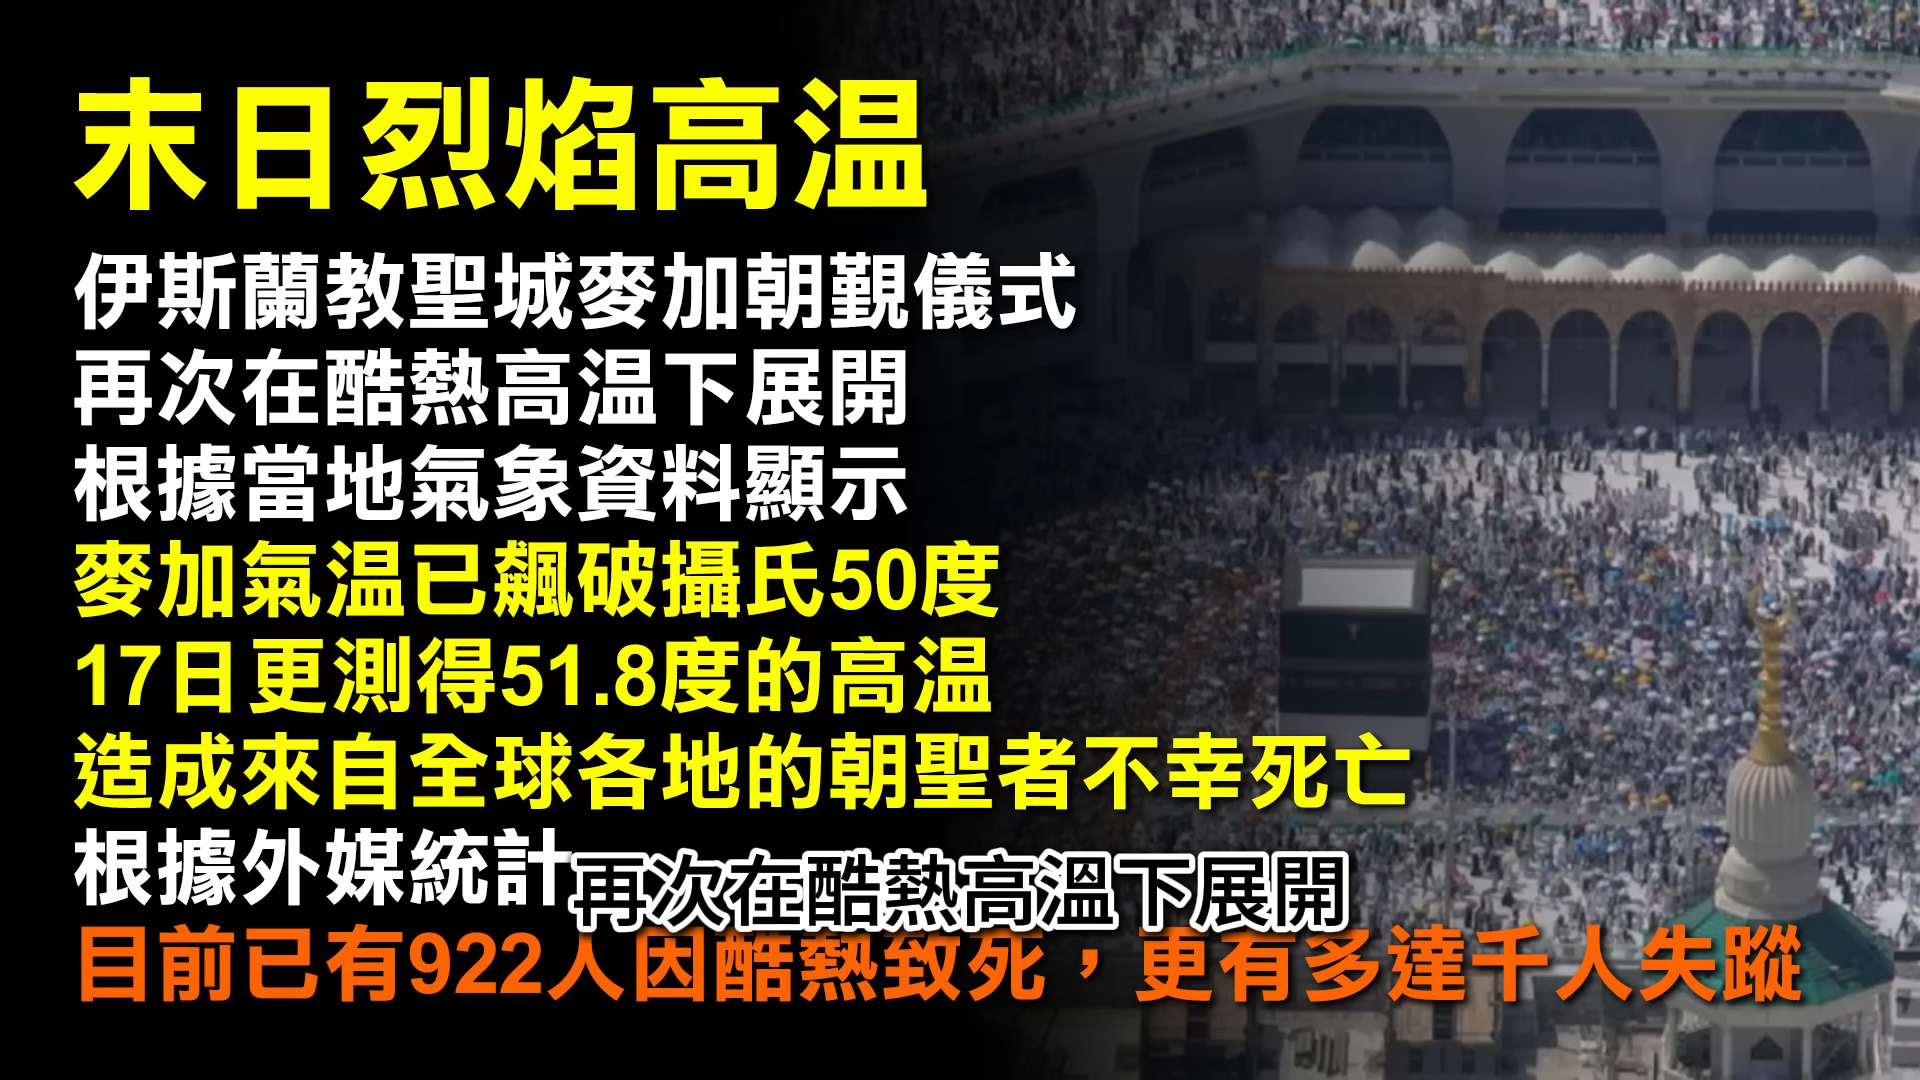 末日烈焰高温
伊斯蘭教聖城麥加朝覲儀式
再次在酷熱高温下展開
根據當地氣象資料顯示
麥加氣温已飆破攝氏50度
17日更測得51.8度的高温
造成來自全球各地的朝聖者不幸死亡
根據外媒統計
再次在酷熱高溫下展開
目前已有922人因酷熱致死，更有多達千人失蹤